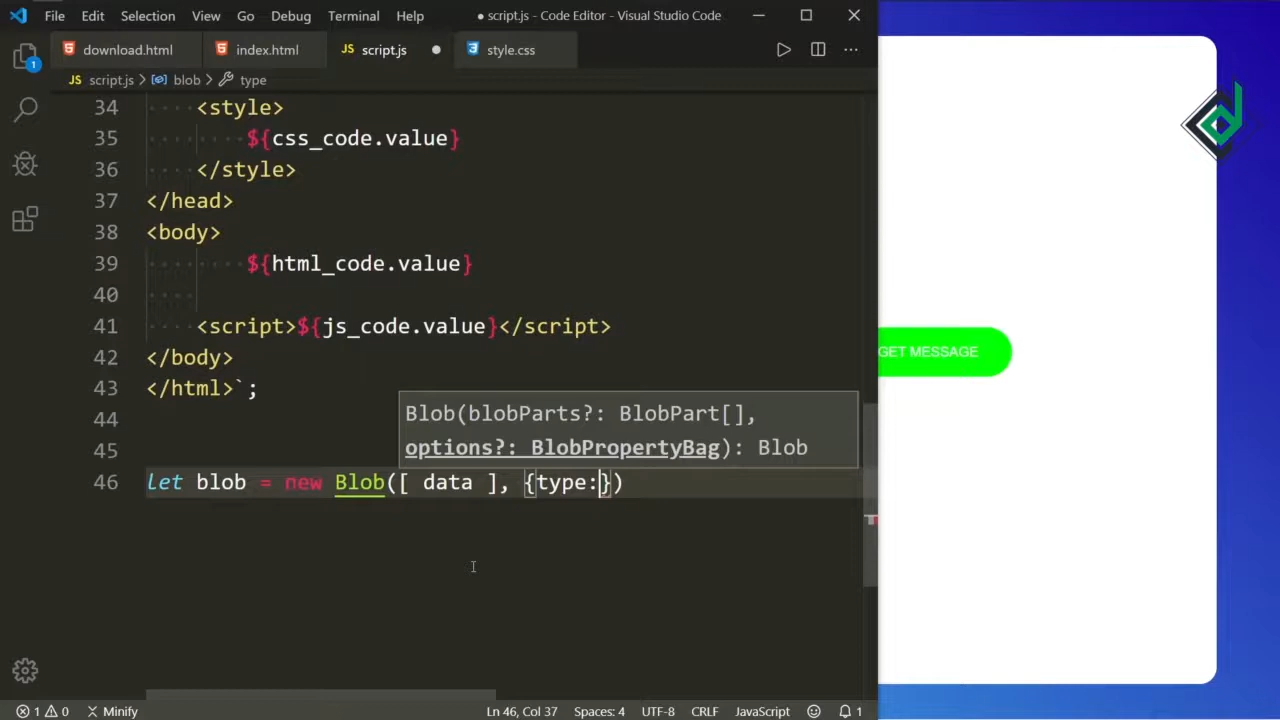 File Edit Selection View Go Debug Terminal Help ● script.js - Code Editor - Visual Studio Code
download.html index.html JS script.js ● style.css ...
1
JS script.js > blob > type
34 <style>
35 ${css_code.value}
36 </style>
37 </head>
38 <body>
39 ${html_code.value}
40
41 <script>${js_code.value}</script>
42 </body>
43 </html>`;
44
45
46 let blob = new Blob([ data ], {type:})
Blob(blobParts?: BlobPart[],
options?: BlobPropertyBag): Blob
GET MESSAGE
1 0 Minify Ln 46, Col 37 Spaces: 4 UTF-8 CRLF JavaScript 1